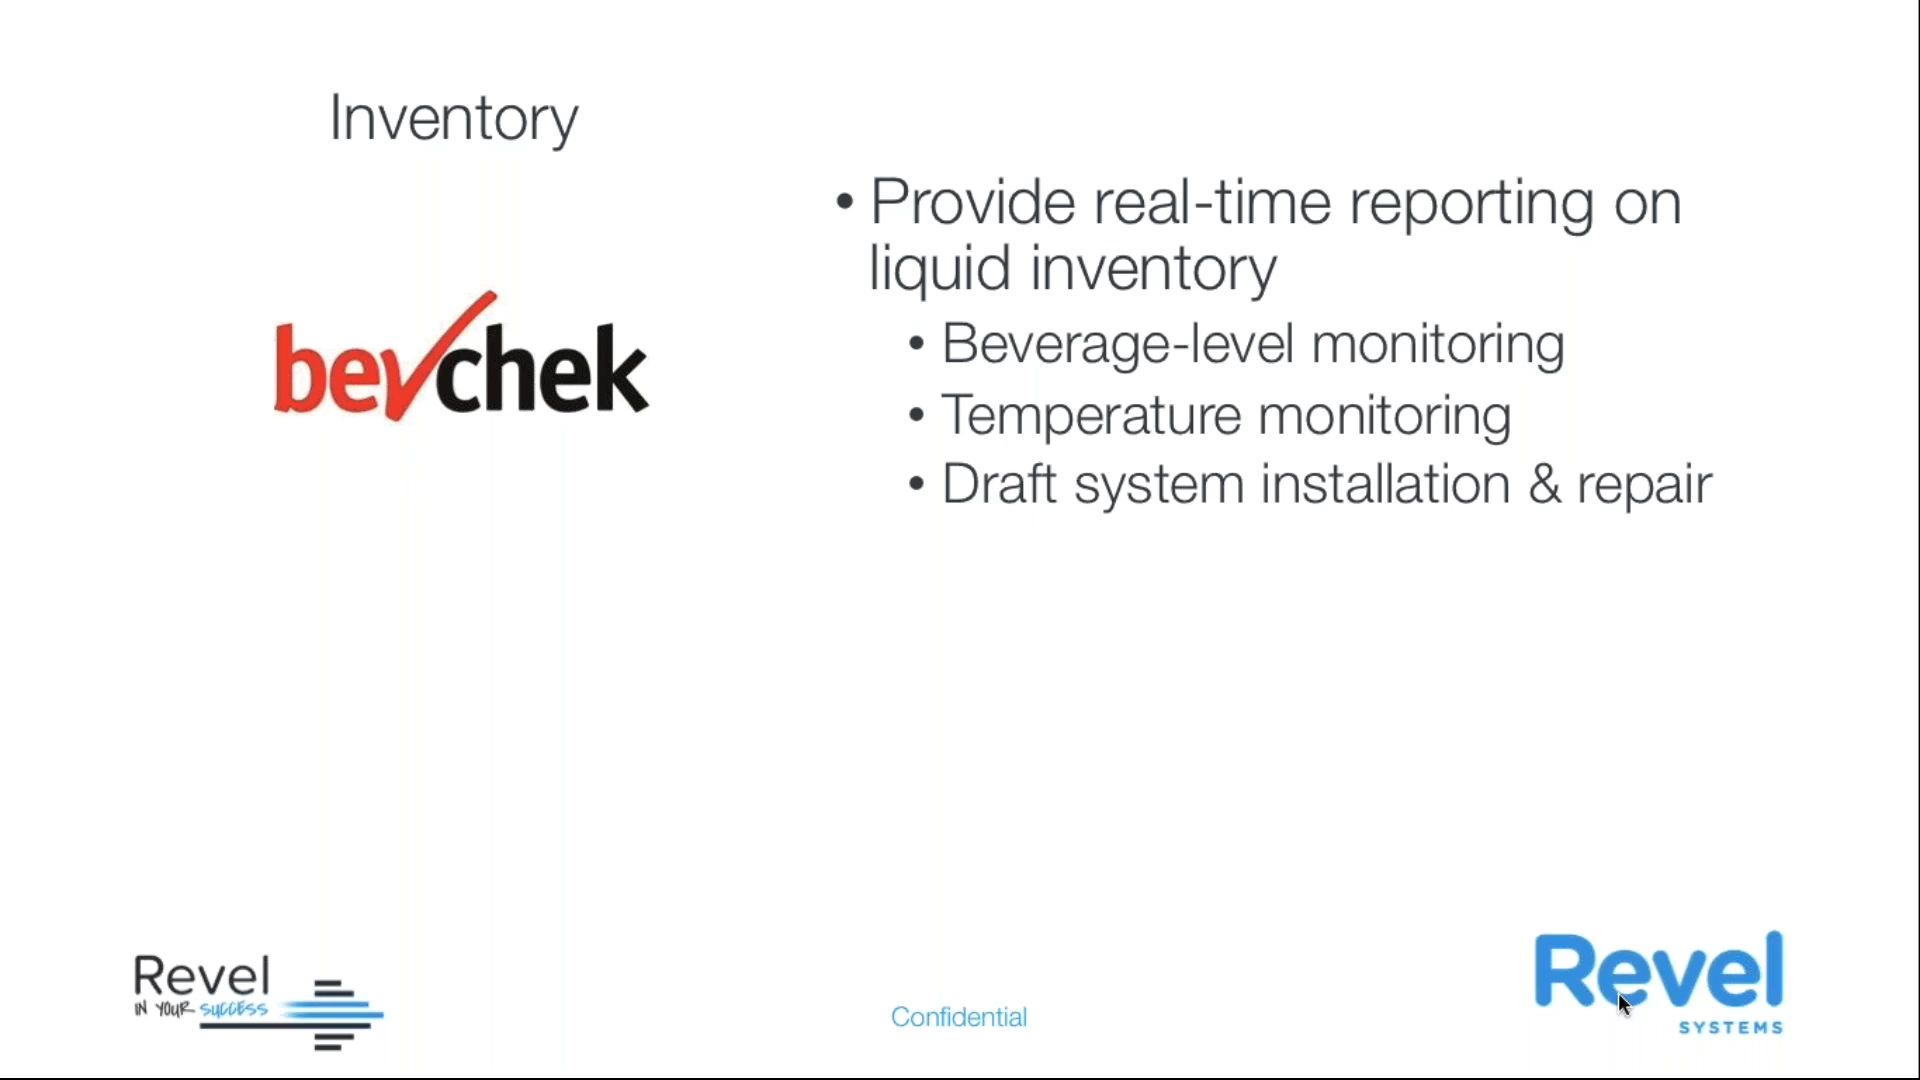 Inventory
bevchek
• Provide real-time reporting on
liquid inventory
• Beverage-level monitoring
• Temperature monitoring
• Draft system installation & repair
Revel
IN YOUR SUCCESS
Confidential
Revel
SYSTEMS